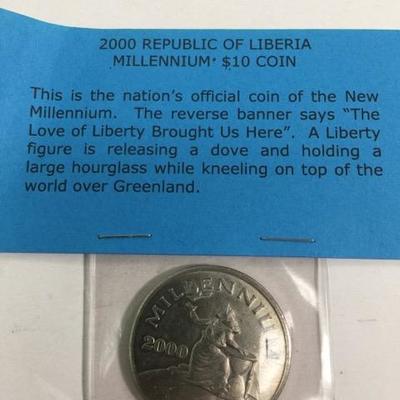 2000 REPUBLIC OF LIBERIA
MILLENNIUM $10 COIN
This is the nation's official coin of the New
Millennium. The reverse banner says "The
Love of Liberty Brought Us Here". A Liberty
figure is releasing a dove and holding a
large hourglass while kneeling on top of the
world over Greenland.
MILLENNIUM
2000